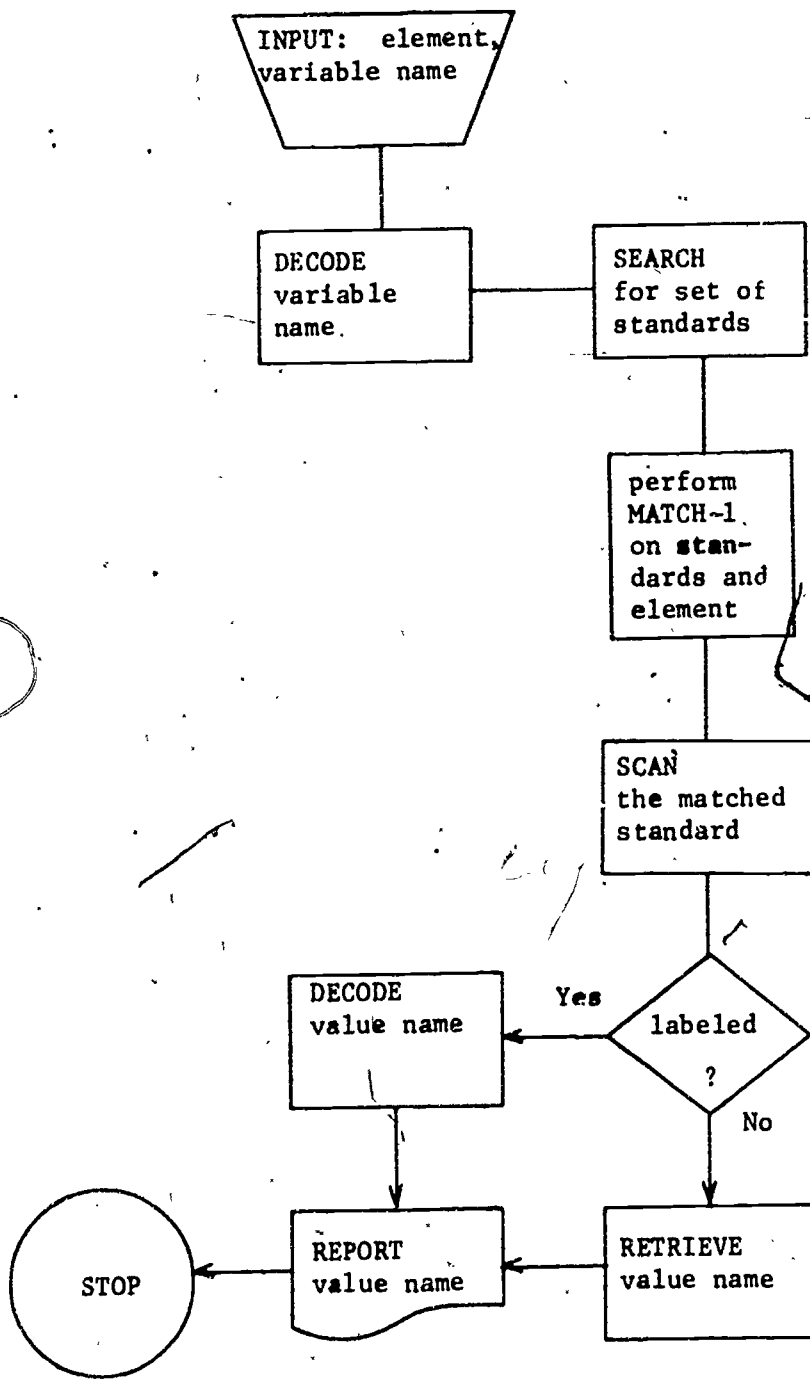 INPUT: element,
variable name
DECODE
variable
name.
SEARCH
for set of
standards
perform
MATCH-1
on stan-
dards and
element
SCAN
the matched
standard
labeled
?
Yes
No
DECODE
value name
RETRIEVE
value name
REPORT
value name
STOP